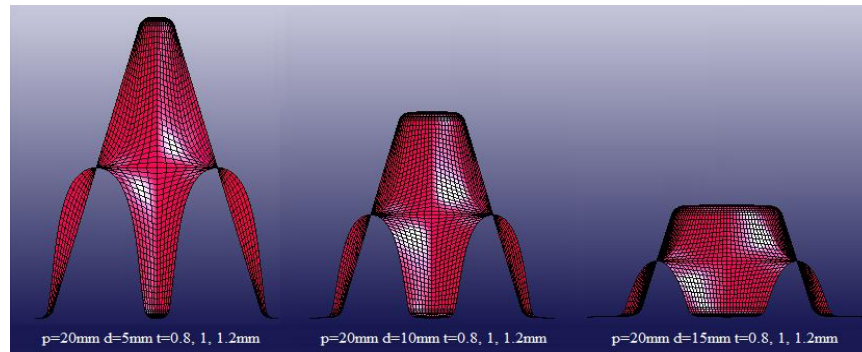 p=20mm d=5mm t=0.8, 1, 1.2mm
p=20mm d=10mm t=0.8, 1, 1.2mm
p=20mm d=15mm t=0.8, 1, 1.2mm